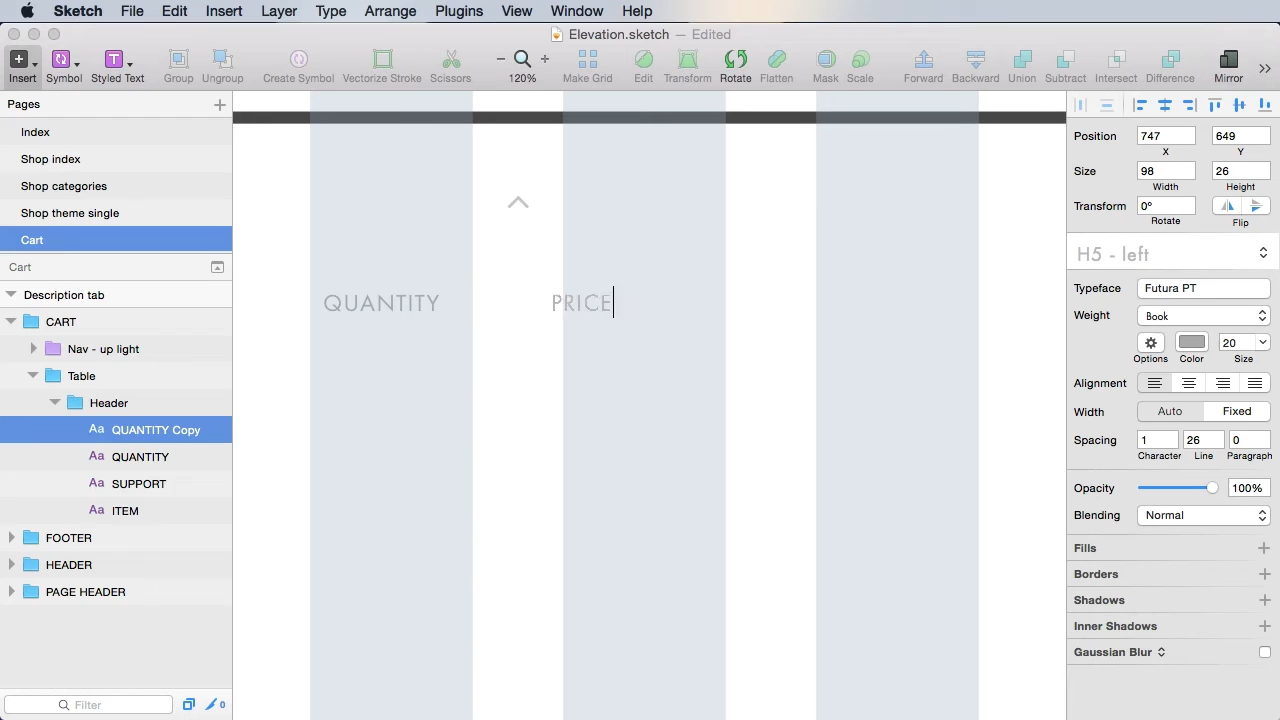 Sketch File Edit Insert Layer Type Arrange Plugins View Window Help
Elevation.sketch — Edited
Insert Symbol Styled Text Group Ungroup Create Symbol Vectorize Stroke Scissors 120% Make Grid Edit Transform Rotate Flatten Mask Scale Forward Backward Union Subtract Intersect Difference Mirror
Pages
Index
Shop index
Shop categories
Shop theme single
Cart
Cart
Description tab
CART
Nav - up light
Table
Header
Aa QUANTITY Copy
Aa QUANTITY
Aa SUPPORT
Aa ITEM
FOOTER
HEADER
PAGE HEADER
Filter
0
QUANTITY PRICE
Position 747 649
X Y
Size 98 26
Width Height
Transform 0º
Rotate Flip
H5 - left
Typeface Futura PT
Weight Book
20
Options Color Size
Alignment
Width Auto Fixed
Spacing 1 26 0
Character Line Paragraph
Opacity 100%
Blending Normal
Fills
Borders
Shadows
Inner Shadows
Gaussian Blur